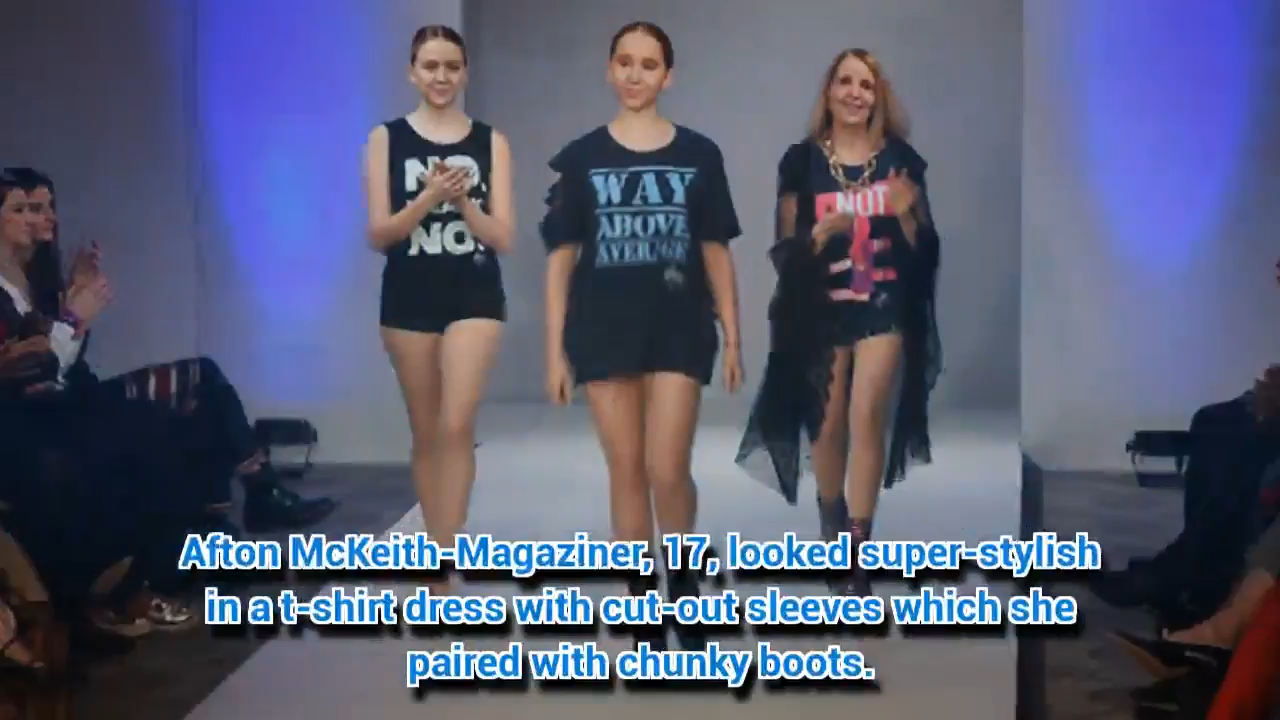 NO.
NO.
WAY
ABOVE
AVERAGE
NOT
Afton McKeith-Magaziner, 17, looked super-stylish
in a t-shirt dress with cut-out sleeves which she
paired with chunky boots.